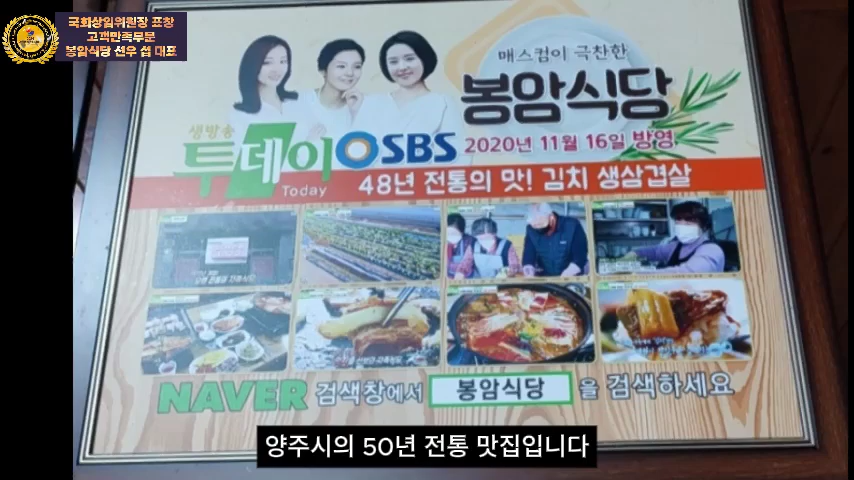 국회상임위원장 표창
고객만족부문
봉암식당 선우 섭 대표
매스컴이 극찬한
봉암식당
생방송
투데이 SBS
Today
2020년 11월 16일 방영
48년 전통의 맛! 김치 생삼겹살
NAVER 검색창에서 봉암식당 을 검색하세요
양주시의 50년 전통 맛집입니다